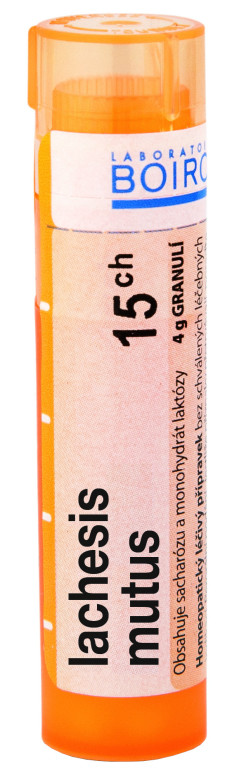 LABORATOI
BOIRO
lachesis
mutus
15 ch
4 g GRANULÍ
Obsahuje sacharózu a monohydrát laktózy
Homeopatický léčivý přípravek bez schválených léčebných